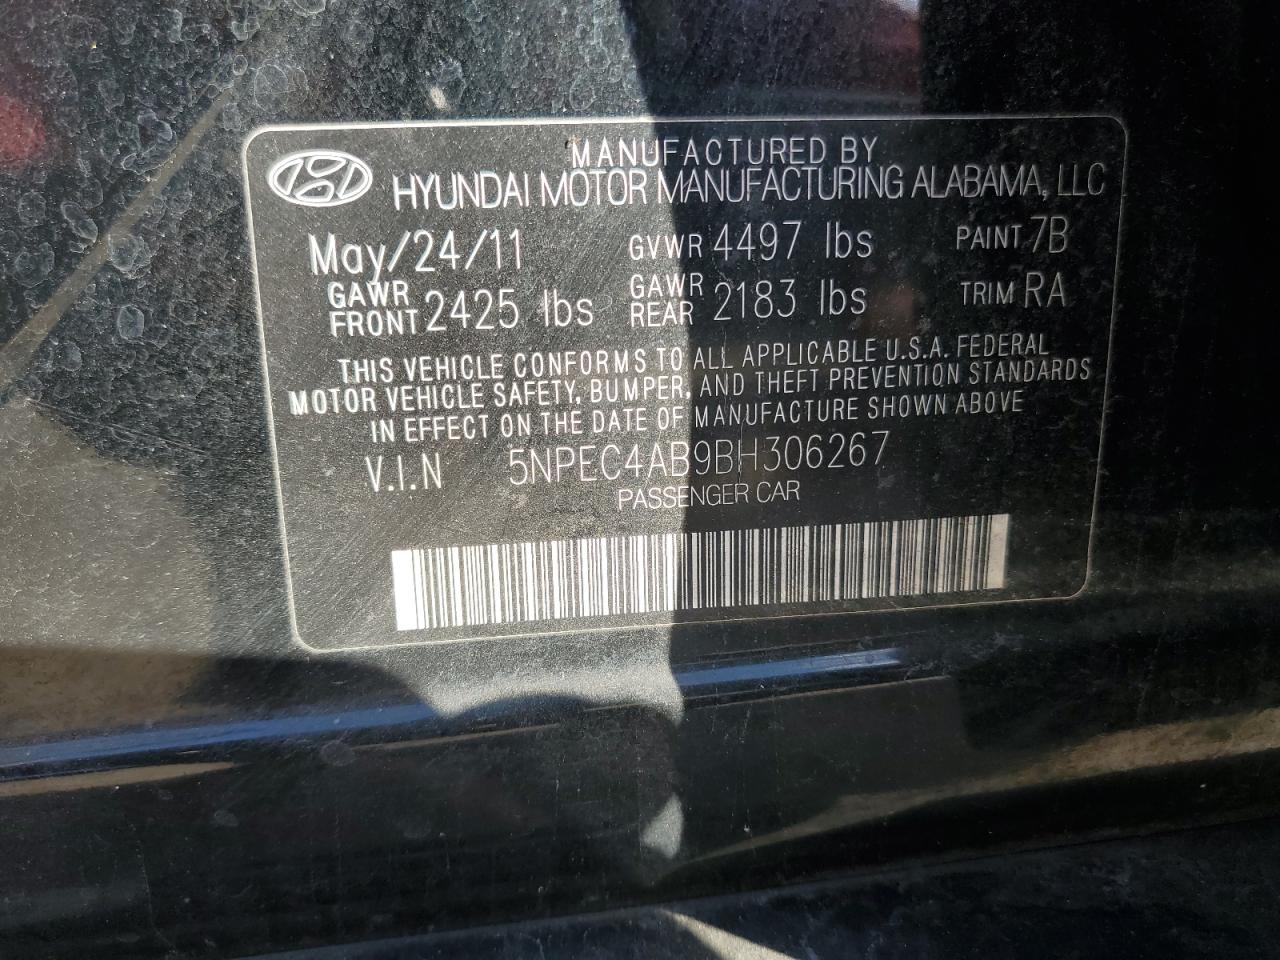 MANUFACTURED BY
HYUNDAI MOTOR MANUFACTURING ALABAMA, LLC
May/24/11 GVWR 4497 lbs PAINT 7B
GAWR FRONT 2425 lbs GAWR REAR 2183 lbs TRIM RA
THIS VEHICLE CONFORMS TO ALL APPLICABLE U.S.A. FEDERAL
MOTOR VEHICLE SAFETY, BUMPER, AND THEFT PREVENTION STANDARDS
IN EFFECT ON THE DATE OF MANUFACTURE SHOWN ABOVE
V.I.N 5NPEC4AB9BH306267
PASSENGER CAR